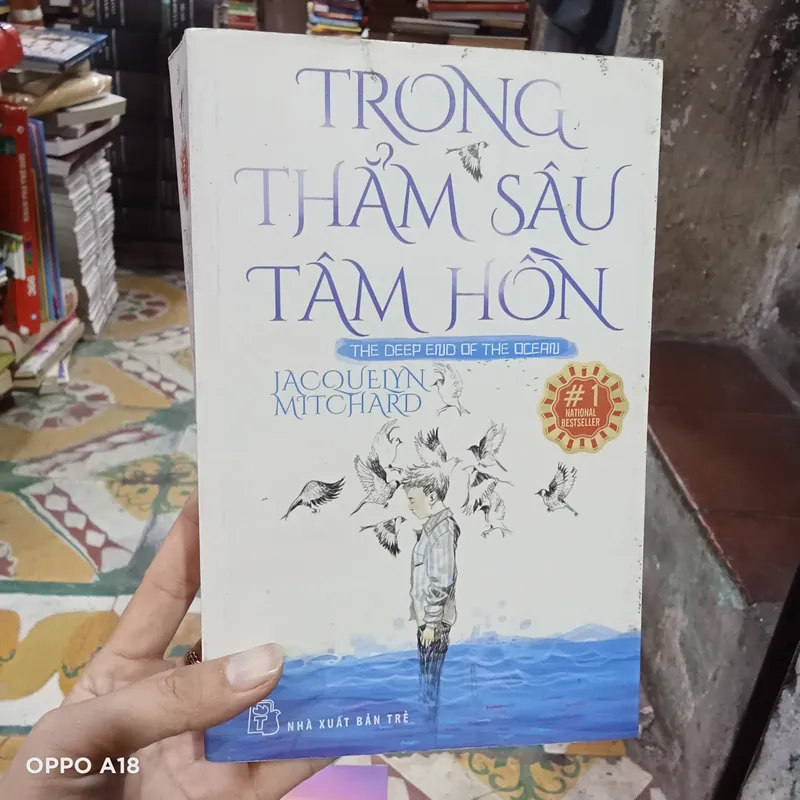 TRONG
THẲM SÂU
TÂM HỒN
THE DEEP END OF THE OCEAN
JACQUELYN
MITCHARD
#1
NATIONAL
BESTSELLER
NHÀ XUẤT BẢN TRẺ
OPPO A18